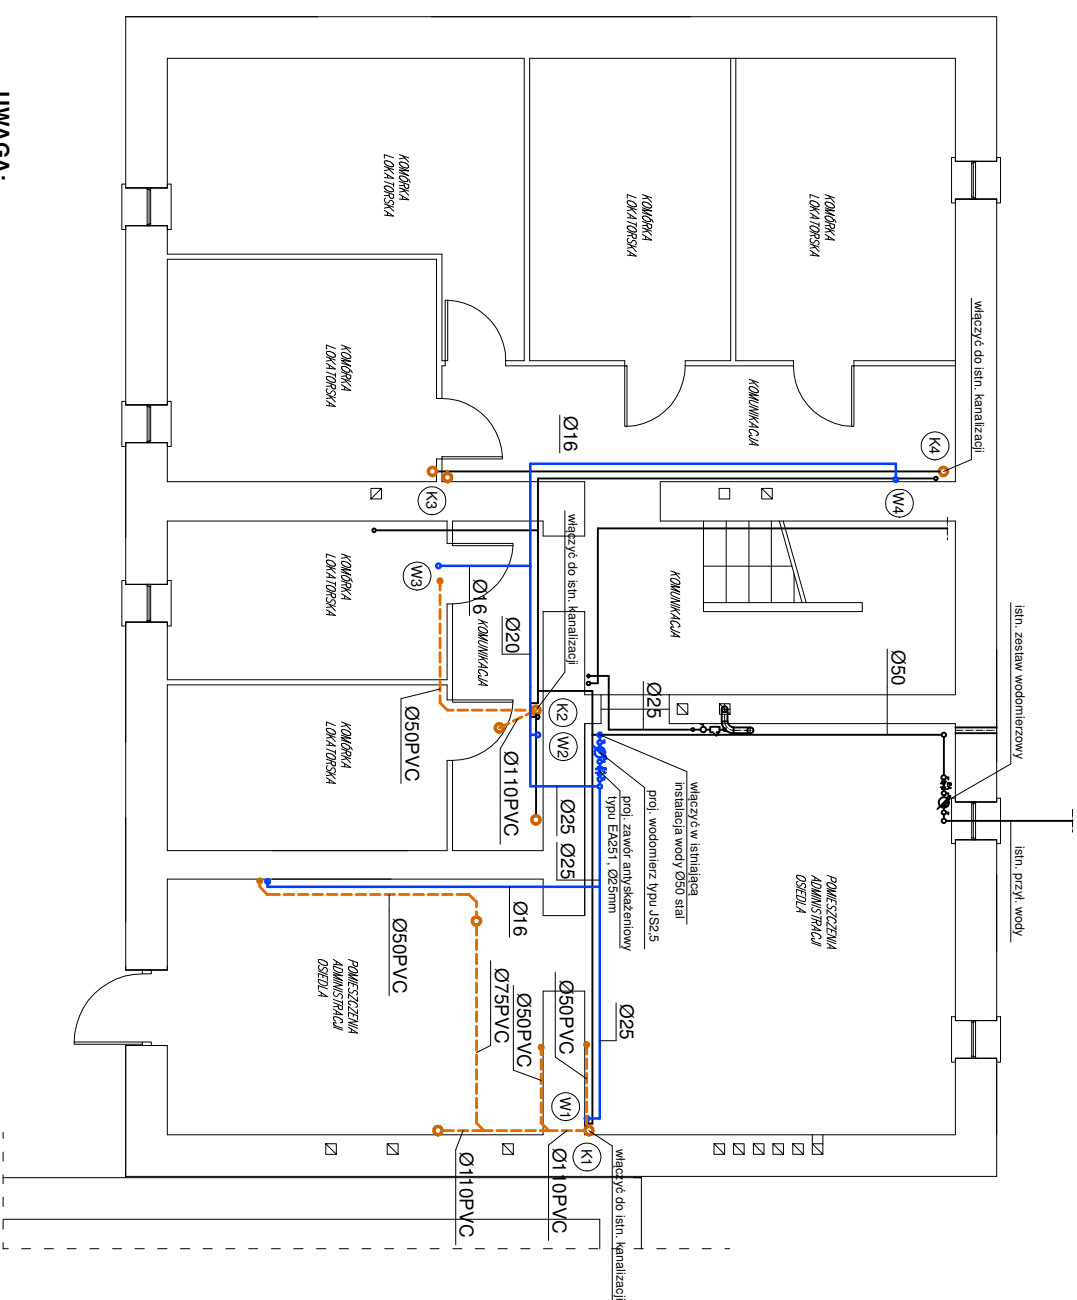 UWAGA:
KOMÓRKA
LOKATORSKA
KOMÓRKA
LOKATORSKA
KOMÓRKA
LOKATORSKA
włączyć do istn. kanalizacji
KOMÓRKA
LOKATORSKA
KOMUNIKACJA
Ø16
K4
K3
W4
włączyć do istn. kanalizacji
KOMÓRKA
LOKATORSKA
W3
Ø16
KOMUNIKACJA
Ø20
KOMUNIKACJA
istn. zestaw wodomierzowy
Ø50
Ø25
K2
W2
Ø50PVC
KOMÓRKA
LOKATORSKA
Ø110PVC
Ø25
Ø25
włączyć w istniającą
instalacja wody Ø50 stal
proj. wodomierz typu JS2,5
proj. zawór antyskażeniowy
typu EA251, Ø25mm
istn. przył. wody
POMIESZCZENIA
ADMINISTRACJI
OSIEDLA
Ø16
Ø50PVC
POMIESZCZENIA
ADMINISTRACJI
OSIEDLA
Ø75PVC
Ø50PVC
Ø50PVC
Ø25
W1
K1
Ø110PVC
Ø110PVC
włączyć do istn. kanalizacji